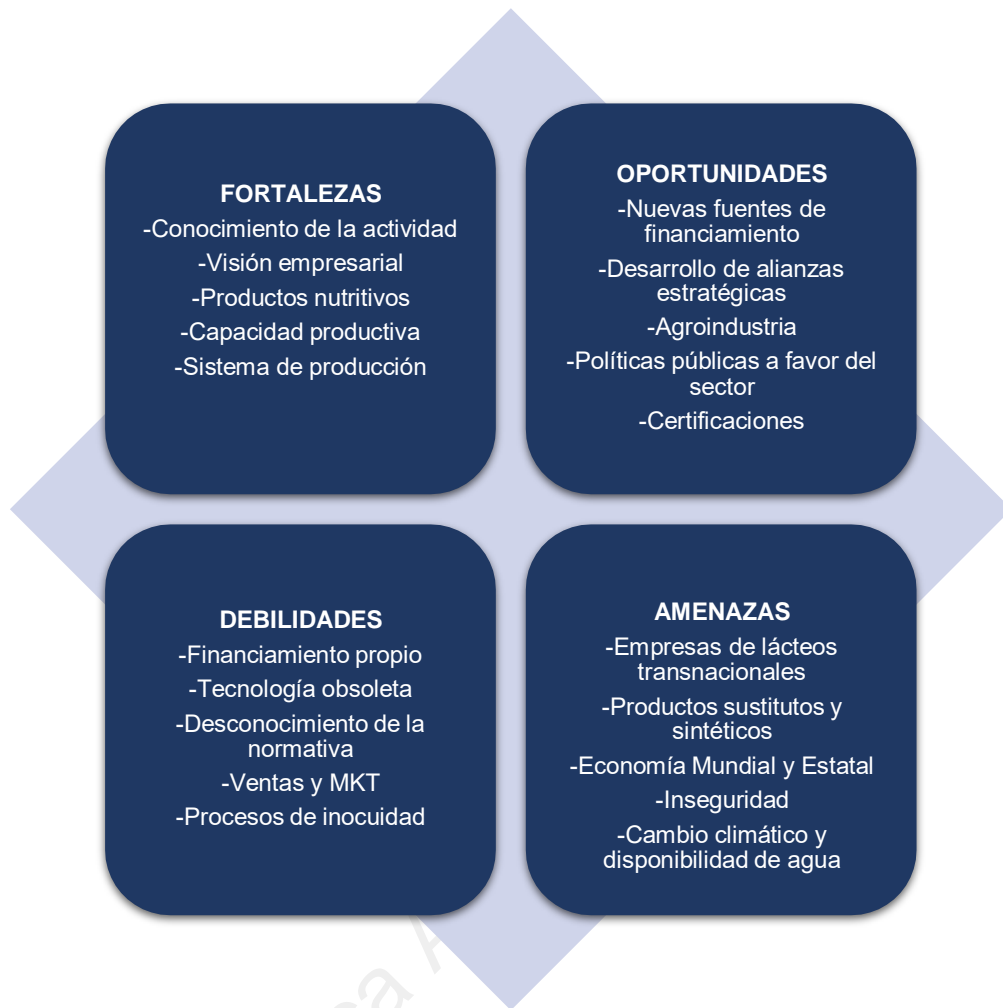 FORTALEZAS
-Conocimiento de la actividad
-Visión empresarial
-Productos nutritivos
-Capacidad productiva
-Sistema de producción
OPORTUNIDADES
-Nuevas fuentes de
financiamiento
-Desarrollo de alianzas
estratégicas
-Agroindustria
-Políticas públicas a favor del
sector
-Certificaciones
DEBILIDADES
-Financiamiento propio
-Tecnología obsoleta
-Desconocimiento de la
normativa
-Ventas y MKT
-Procesos de inocuidad
AMENAZAS
-Empresas de lácteos
transnacionales
-Productos sustitutos y
sintéticos
-Economía Mundial y Estatal
-Inseguridad
-Cambio climático y
disponibilidad de agua